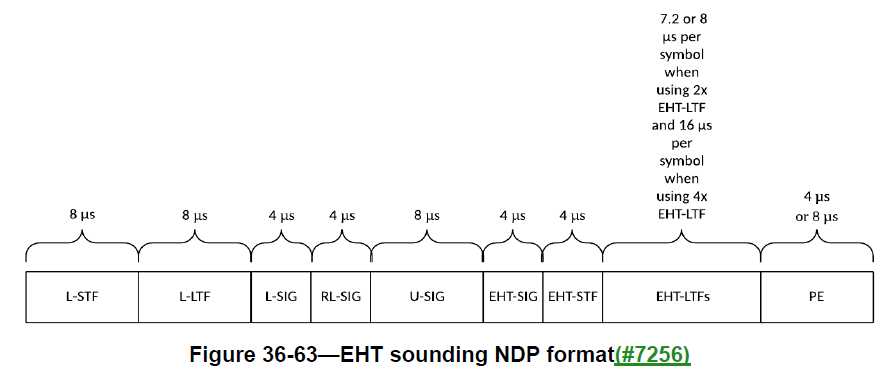 7.2 or 8
µs per
symbol
when
using 2x
EHT-LTF
and 16 µs
per
symbol
when
using 4x
EHT-LTF
8 µs
8 µs
4 µs
4 µs
8 µs
4 µs
4 µs
4 µs
or 8 µs
L-STF
L-LTF
L-SIG
RL-SIG
U-SIG
EHT-SIG
EHT-STF
EHT-LTFs
PE
Figure 36-63—EHT sounding NDP format(#7256)